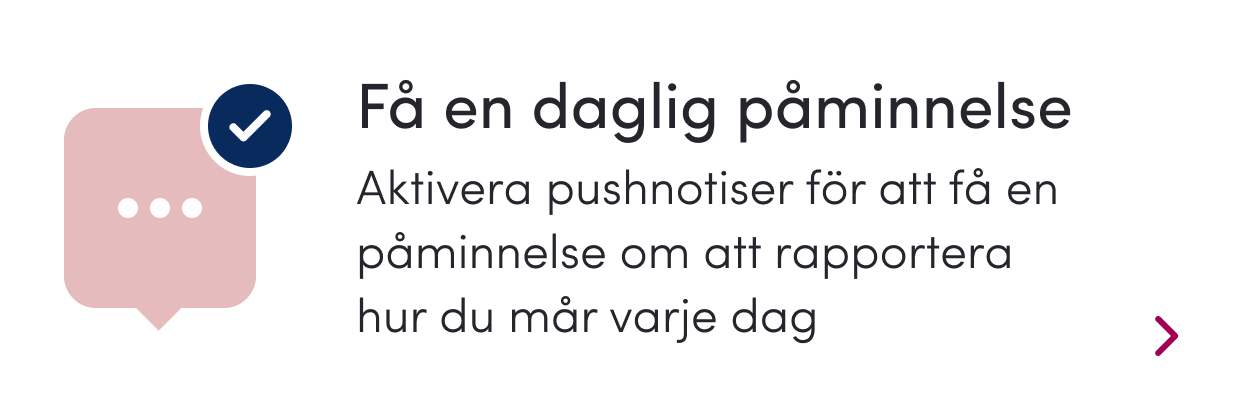 Få en daglig påminnelse
Aktivera pushnotiser för att få en
påminnelse om att rapportera
hur du mår varje dag